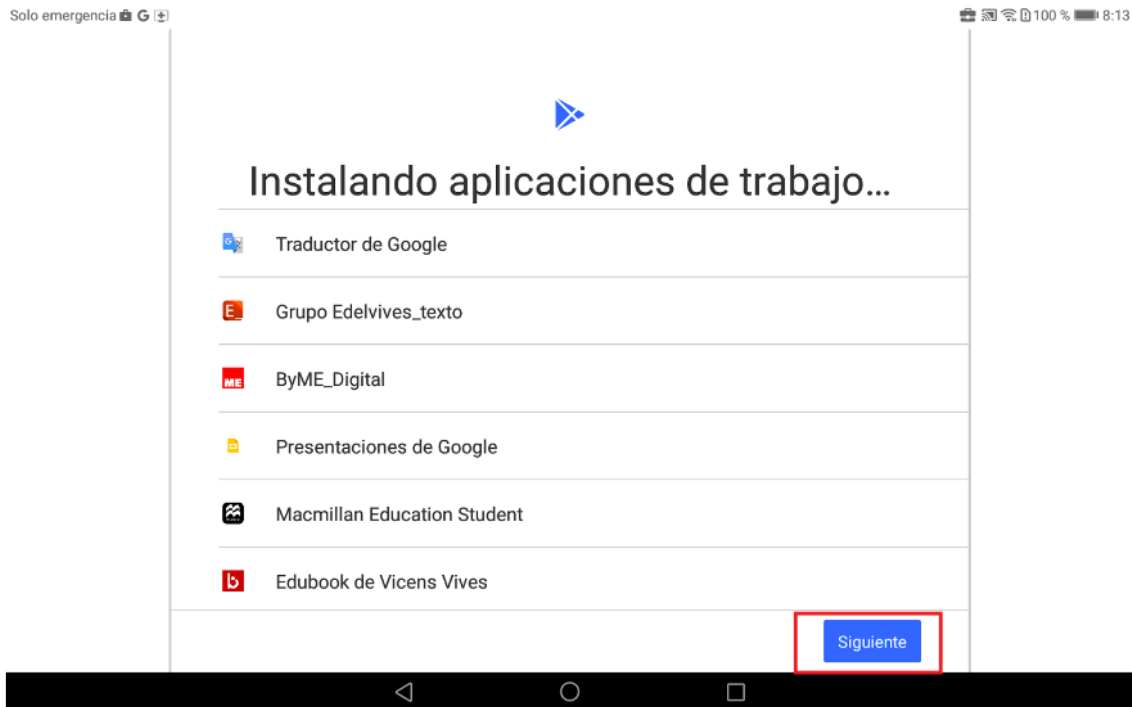 Solo emergencia
100 % 8:13
Instalando aplicaciones de trabajo...
Traductor de Google
Grupo Edelvives_texto
ByME_Digital
Presentaciones de Google
Macmillan Education Student
Edubook de Vicens Vives
Siguiente